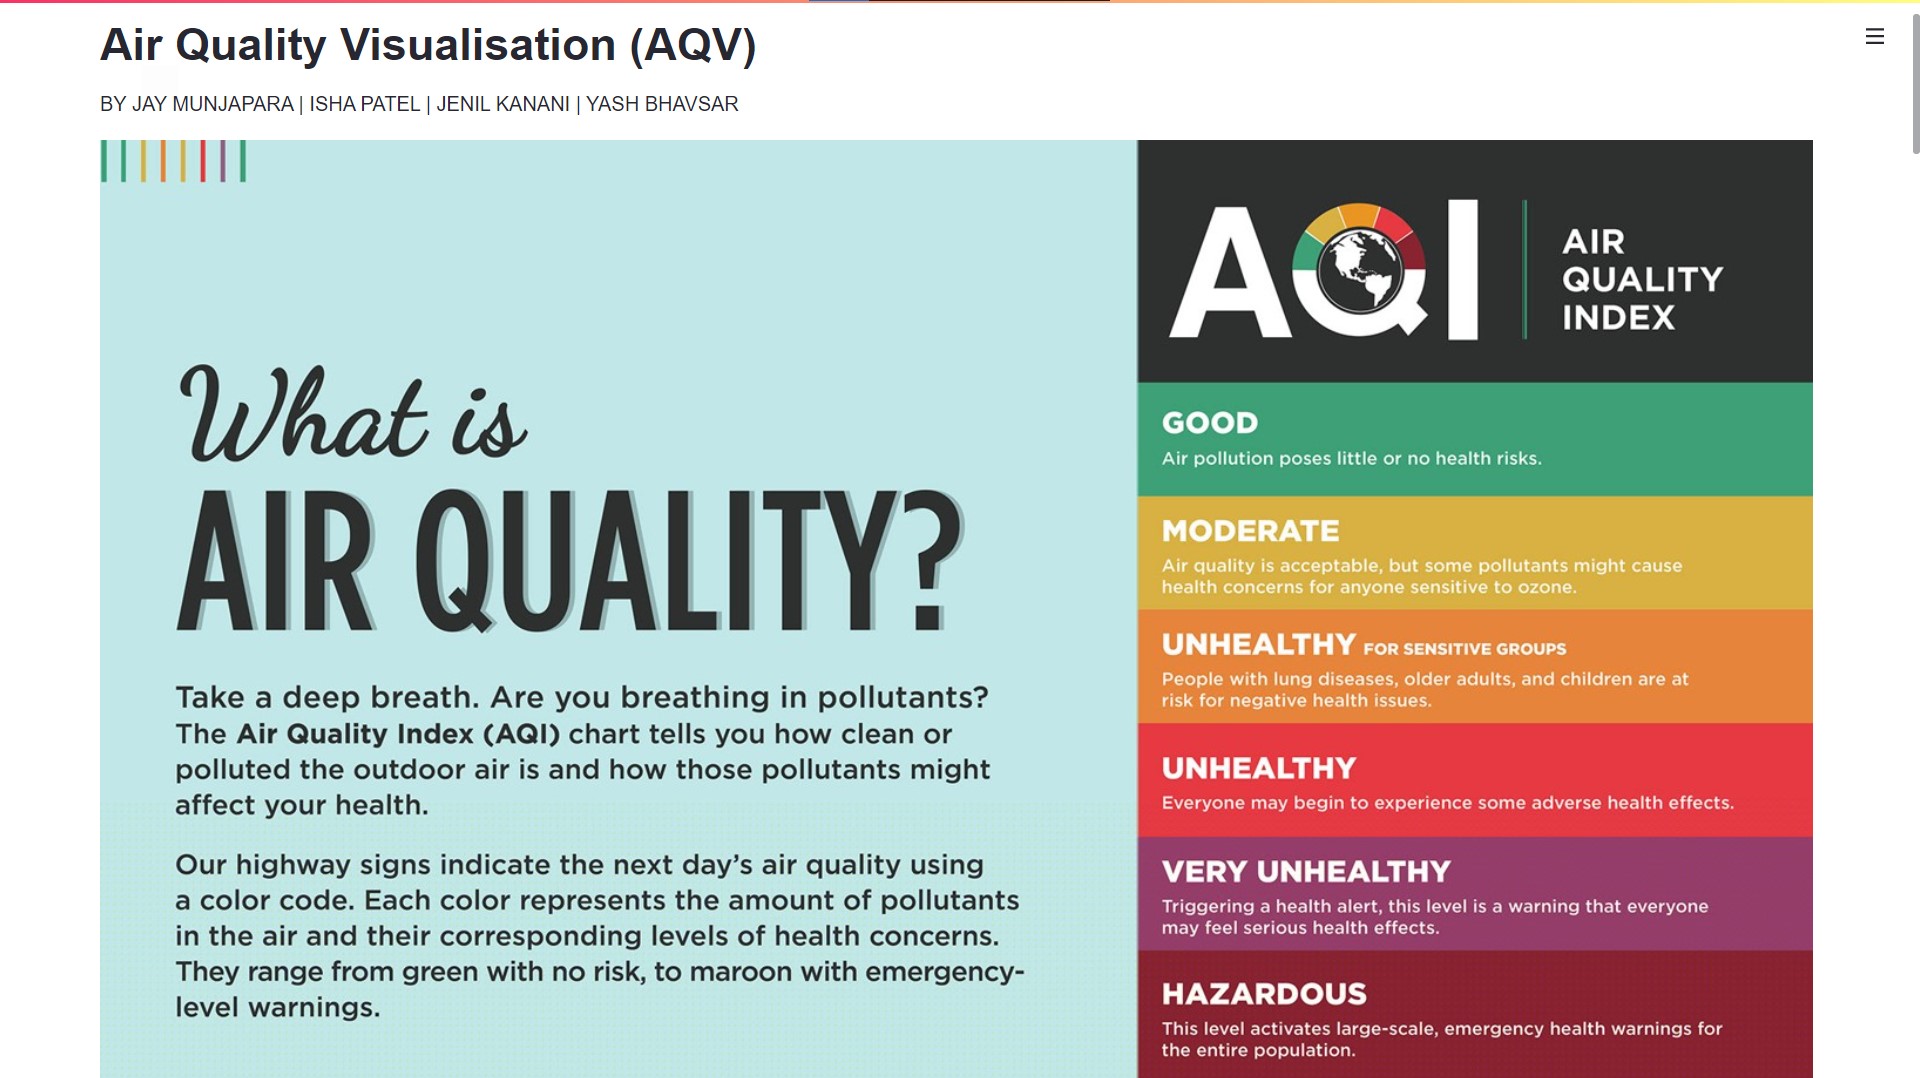 Air Quality Visualisation (AQV)
BY JAY MUNJAPARA | ISHA PATEL | JENIL KANANI | YASH BHAVSAR
What is
AIR QUALITY?
Take a deep breath. Are you breathing in pollutants?
The Air Quality Index (AQI) chart tells you how clean or
polluted the outdoor air is and how those pollutants might
affect your health.
Our highway signs indicate the next day’s air quality using
a color code. Each color represents the amount of pollutants
in the air and their corresponding levels of health concerns.
They range from green with no risk, to maroon with emergency-
level warnings.
AQI
AIR
QUALITY
INDEX
GOOD
Air pollution poses little or no health risks.
MODERATE
Air quality is acceptable, but some pollutants might cause
health concerns for anyone sensitive to ozone.
UNHEALTHY FOR SENSITIVE GROUPS
People with lung diseases, older adults, and children are at
risk for negative health issues.
UNHEALTHY
Everyone may begin to experience some adverse health effects.
VERY UNHEALTHY
Triggering a health alert, this level is a warning that everyone
may feel serious health effects.
HAZARDOUS
This level activates large-scale, emergency health warnings for
the entire population.